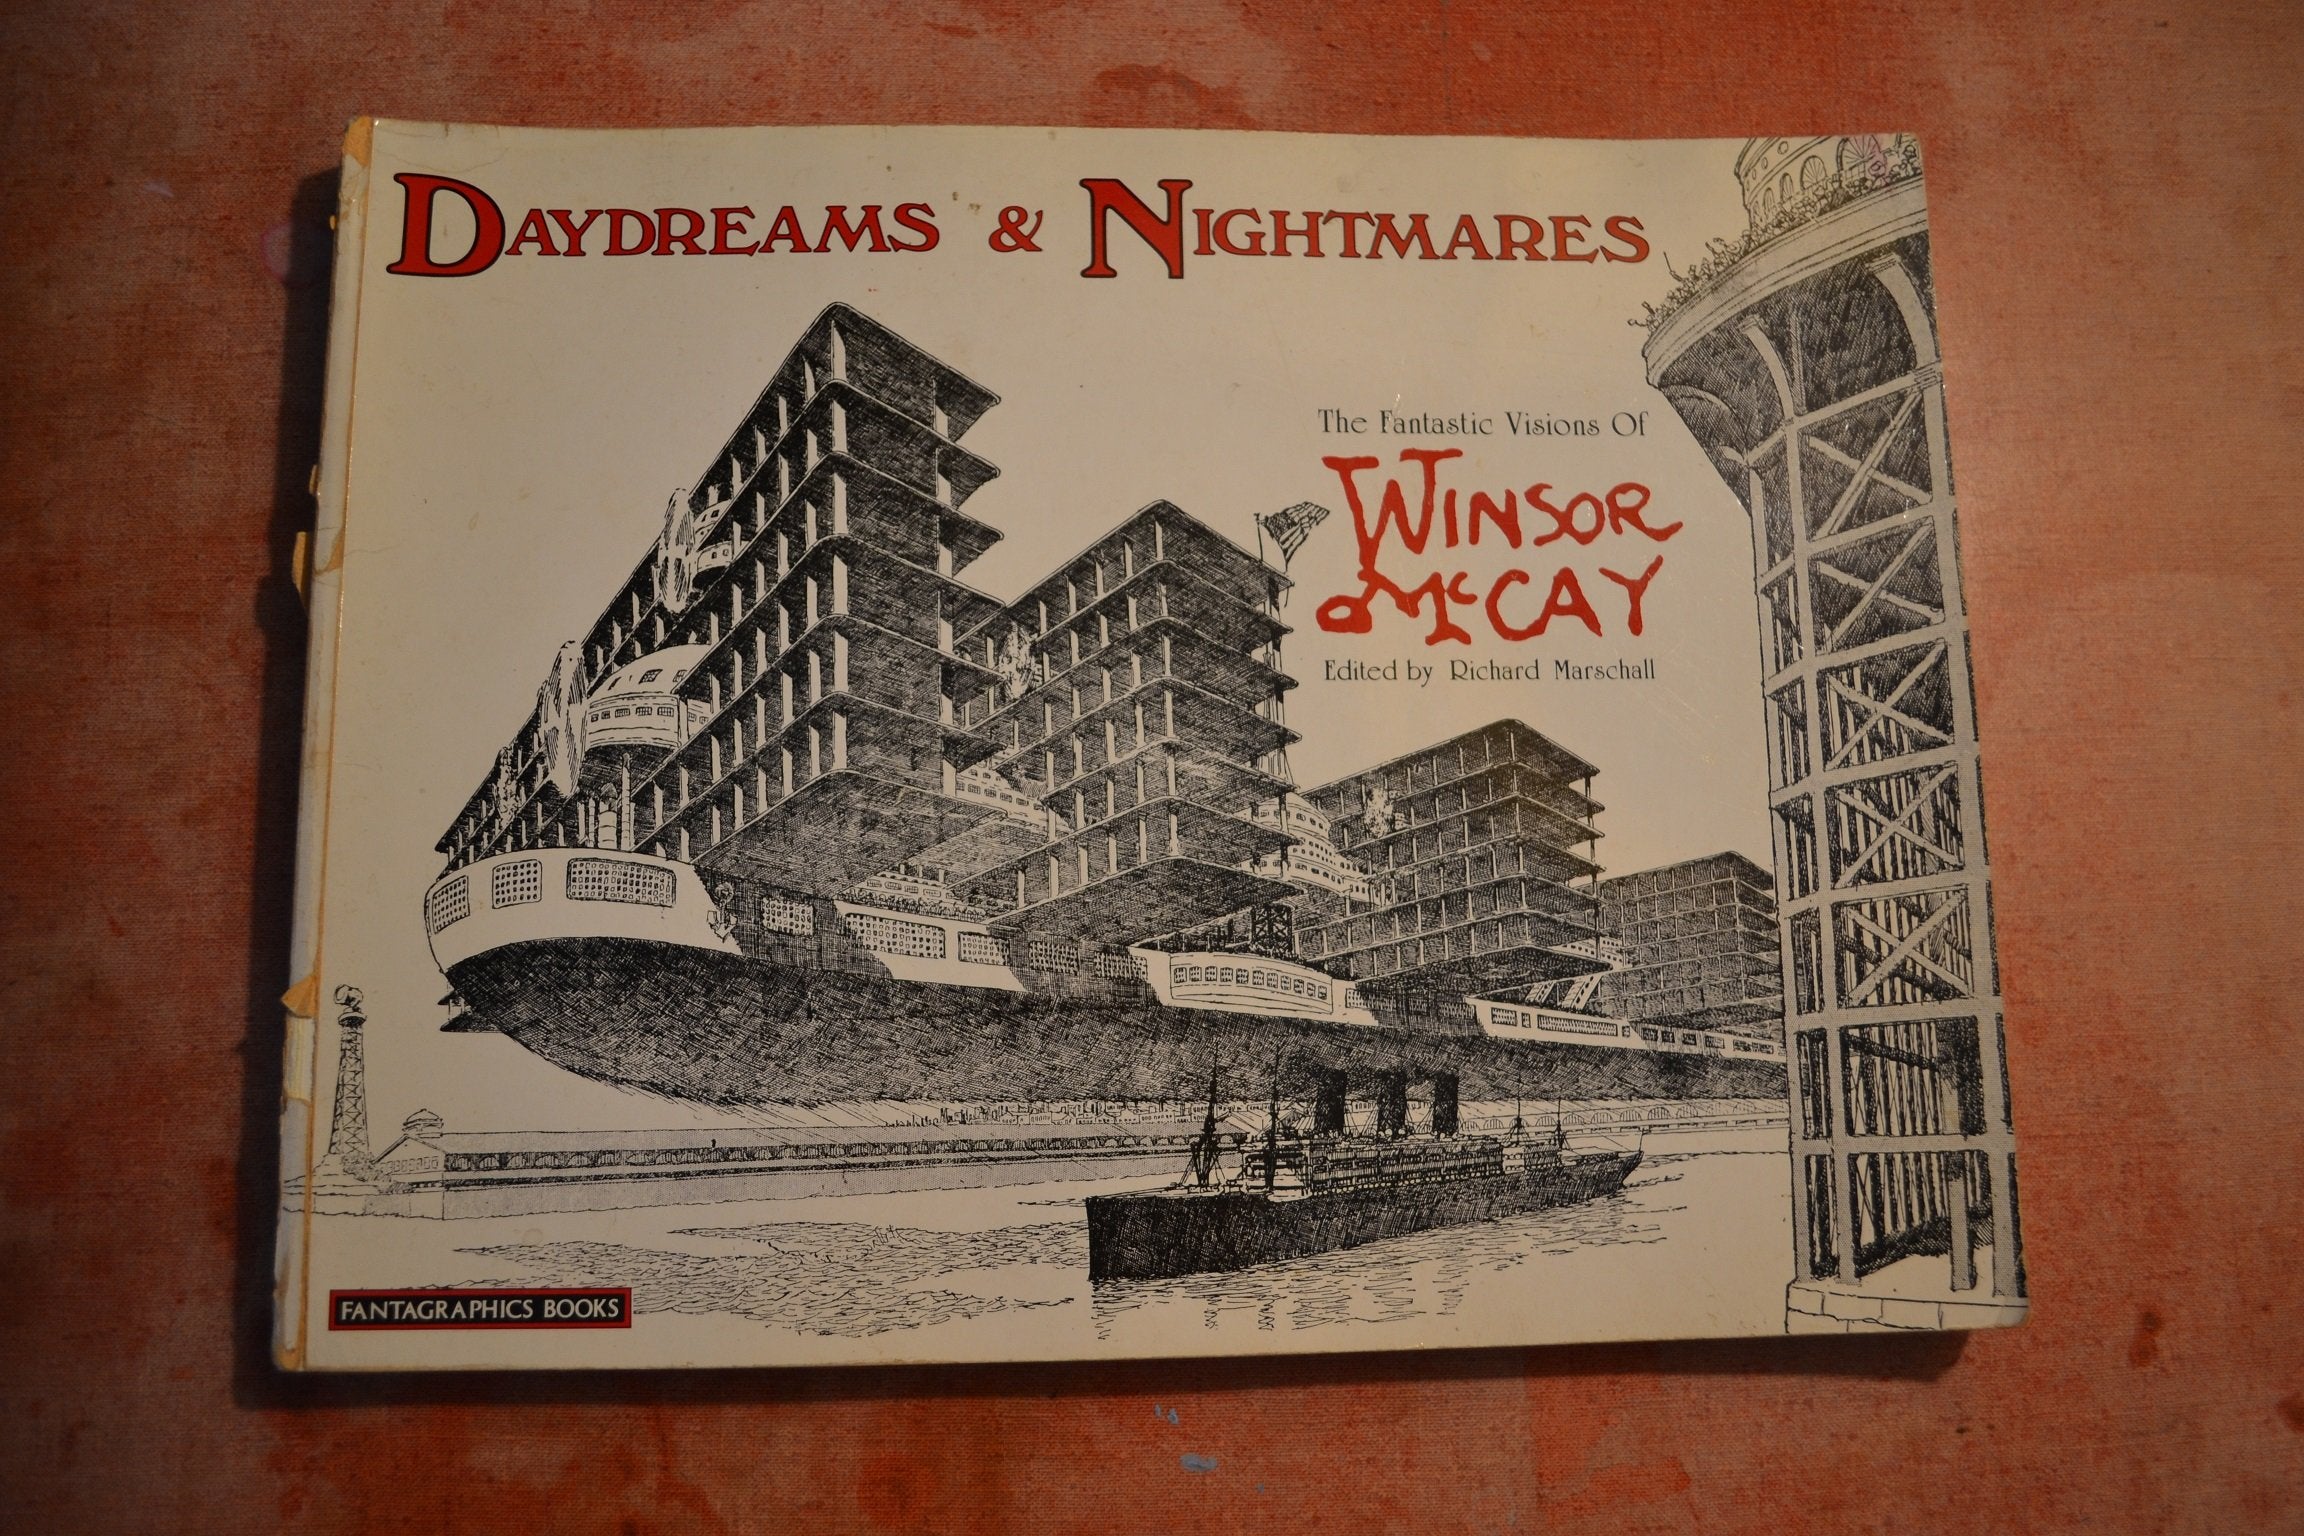 DAYDREAMS & NIGHTMARES
The Fantastic Visions Of
WINSOR
McCAY
Edited by Richard Marschall
FANTAGRAPHICS BOOKS